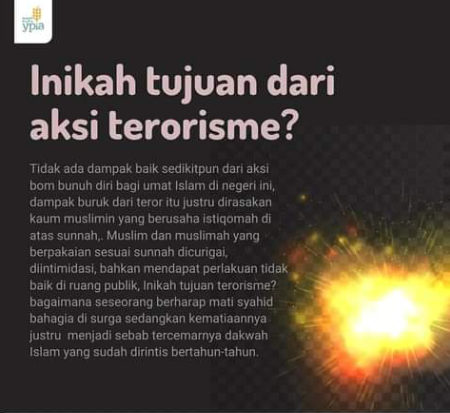 ypia
Inikah tujuan dari
aksi terorisme?
Tidak ada dampak baik sedikitpun dari aksi
bom bunuh diri bagi umat Islam di negeri ini,
dampak buruk dari teror itu justru dirasakan
kaum muslimin yang berusaha istiqomah di
atas sunnah,. Muslim dan muslimah yang
berpakaian sesuai sunnah dicurigai,
diintimidasi, bahkan mendapat perlakuan tidak
baik di ruang publik, Inikah tujuan terorisme?
bagaimana seseorang berharap mati syahid
bahagia di surga sedangkan kematiaannya
justru menjadi sebab tercemarnya dakwah
Islam yang sudah dirintis bertahun-tahun.